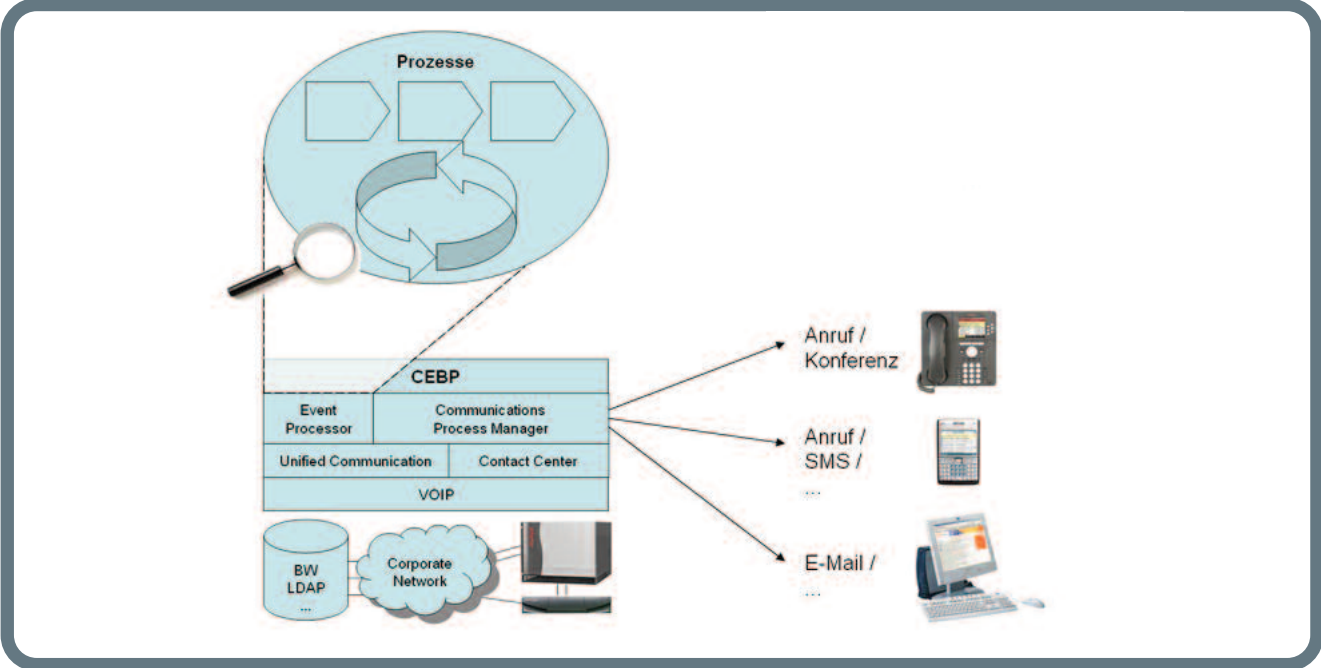 Prozesse
CEBP
Event
Processor
Communications
Process Manager
Unified Communication
Contact Center
VOIP
BW
LDAP
...
Corporate
Network
Anruf /
Konferenz
Anruf /
SMS /
...
E-Mail /
...